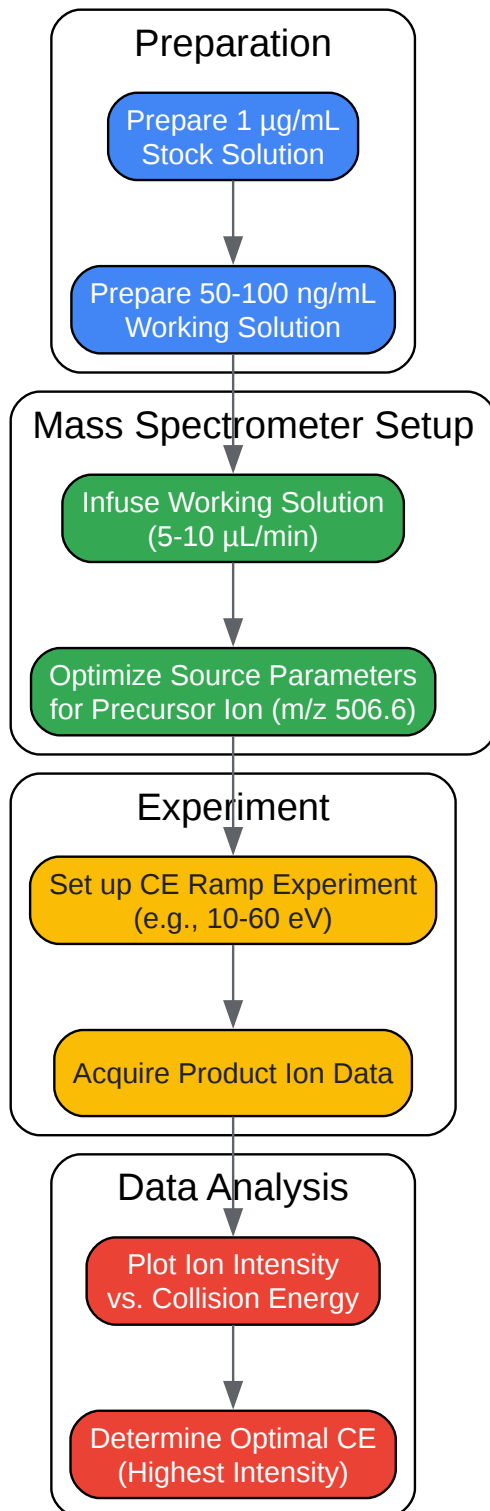 Preparation
Prepare 1 µg/mL
Stock Solution
Prepare 50-100 ng/mL
Working Solution
Mass Spectrometer Setup
Infuse Working Solution
(5-10 µL/min)
Optimize Source Parameters
for Precursor Ion (m/z 506.6)
Experiment
Set up CE Ramp Experiment
(e.g., 10-60 eV)
Acquire Product Ion Data
Data Analysis
Plot Ion Intensity
vs. Collision Energy
Determine Optimal CE
(Highest Intensity)